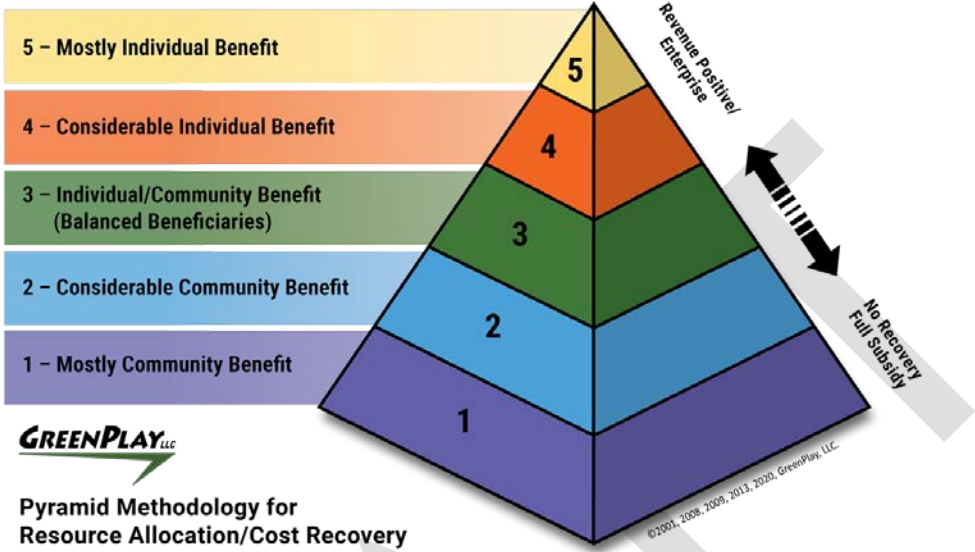 5 – Mostly Individual Benefit
4 – Considerable Individual Benefit
3 – Individual/Community Benefit
(Balanced Beneficiaries)
2 – Considerable Community Benefit
1 – Mostly Community Benefit
5
4
3
2
1
Revenue Positive/
Enterprise
No Recovery
Full Subsidy
©2001, 2008, 2009, 2013, 2020, GreenPlay, LLC.
GREENPLAY LLC
Pyramid Methodology for
Resource Allocation/Cost Recovery